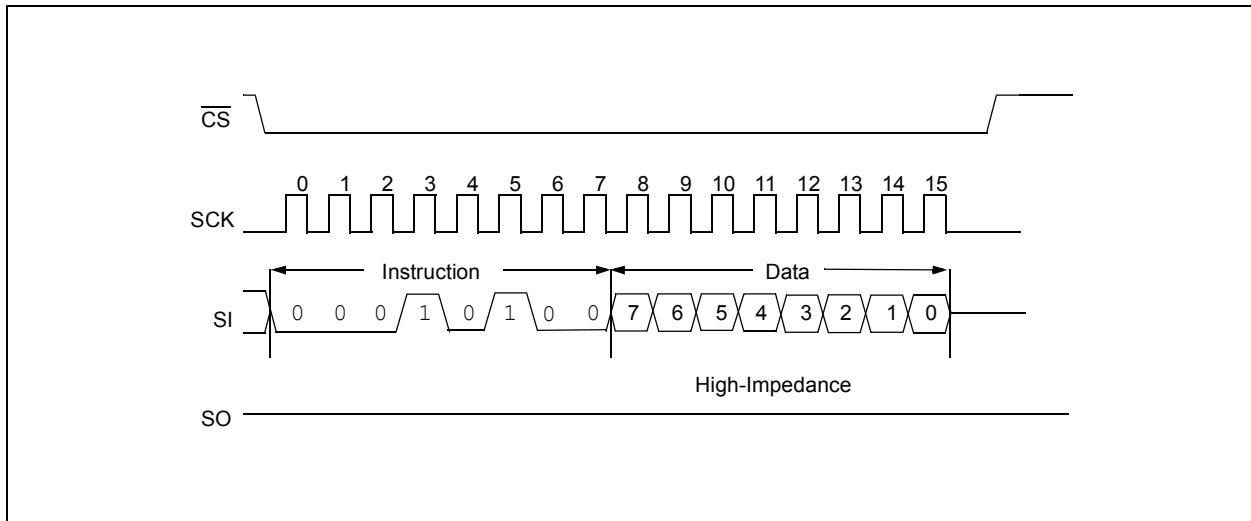 CS
0 1 2 3 4 5 6 7 8 9 10 11 12 13 14 15
SCK
Instruction Data
SI 0 0 0 1 0 1 0 0 7 6 5 4 3 2 1 0
High-Impedance
SO